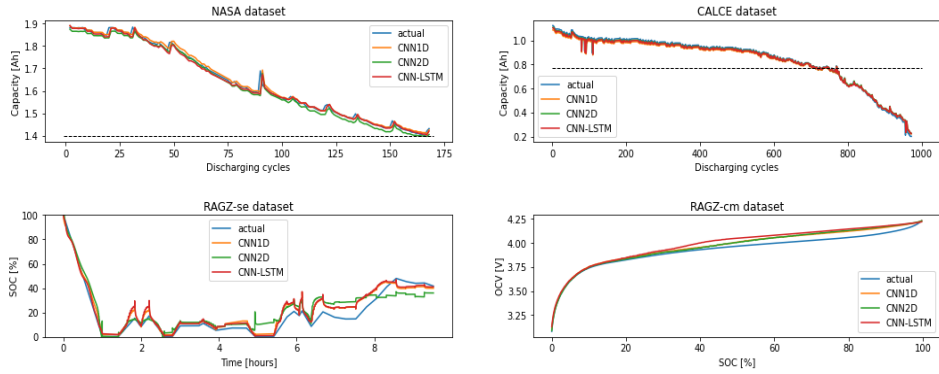 NASA dataset
Capacity [Ah]
1.9
1.8
1.7
1.6
1.5
1.4
actual
CNN1D
CNN2D
CNN-LSTM
0 25 50 75 100 125 150 175
Discharging cycles
CALCE dataset
Capacity [Ah]
1.0
0.8
0.6
0.4
0.2
actual
CNN1D
CNN2D
CNN-LSTM
0 200 400 600 800 1000
Discharging cycles
RAGZ-se dataset
SOC [%]
100
80
60
40
20
0
actual
CNN1D
CNN2D
CNN-LSTM
0 2 4 6 8
Time [hours]
RAGZ-cm dataset
OCV [V]
4.25
4.00
3.75
3.50
3.25
actual
CNN1D
CNN2D
CNN-LSTM
0 20 40 60 80 100
SOC [%]